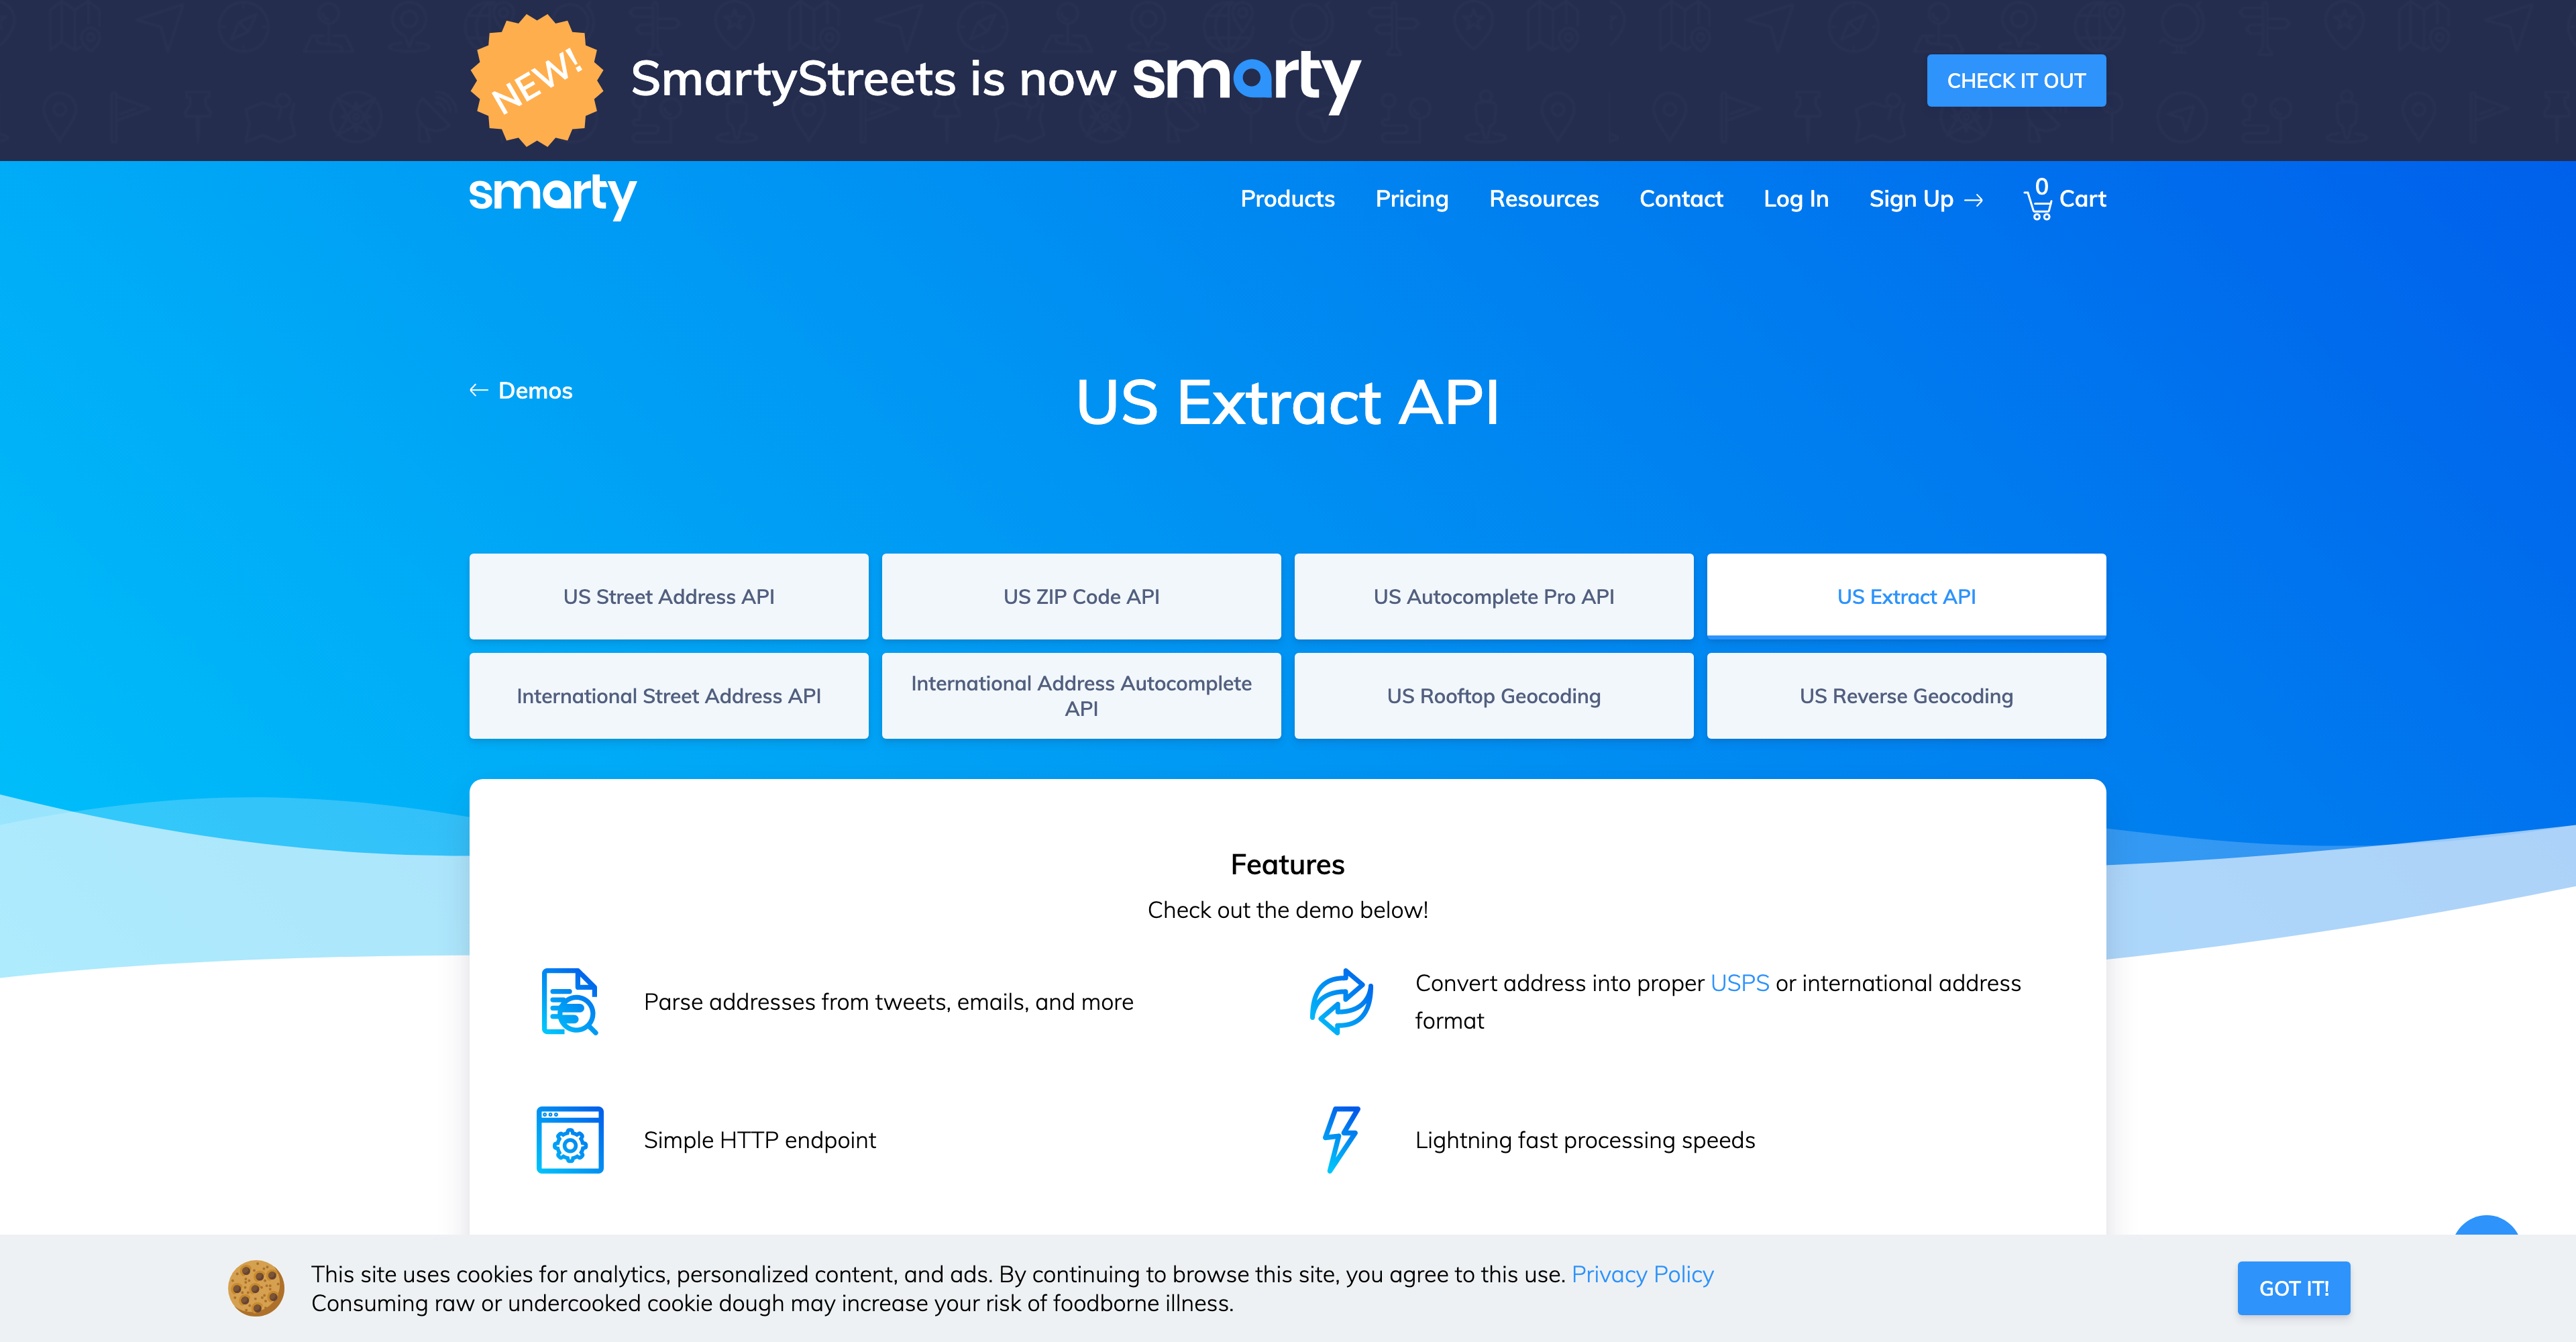 NEW!
SmartyStreets is now smarty
CHECK IT OUT
smarty
Products
Pricing
Resources
Contact
Log In
Sign Up →
0
Cart
← Demos
US Extract API
US Street Address API
US ZIP Code API
US Autocomplete Pro API
US Extract API
International Street Address API
International Address Autocomplete
API
US Rooftop Geocoding
US Reverse Geocoding
Features
Check out the demo below!
Parse addresses from tweets, emails, and more
Convert address into proper USPS or international address
format
Simple HTTP endpoint
Lightning fast processing speeds
This site uses cookies for analytics, personalized content, and ads. By continuing to browse this site, you agree to this use. Privacy Policy
Consuming raw or undercooked cookie dough may increase your risk of foodborne illness.
GOT IT!